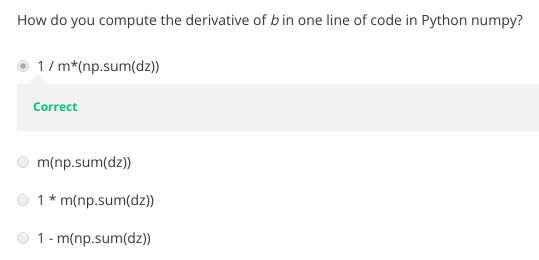 How do you compute the derivative of b in one line of code in Python numpy?
1 / m*(np.sum(dz))
Correct
m(np.sum(dz))
1 * m(np.sum(dz))
1 - m(np.sum(dz))